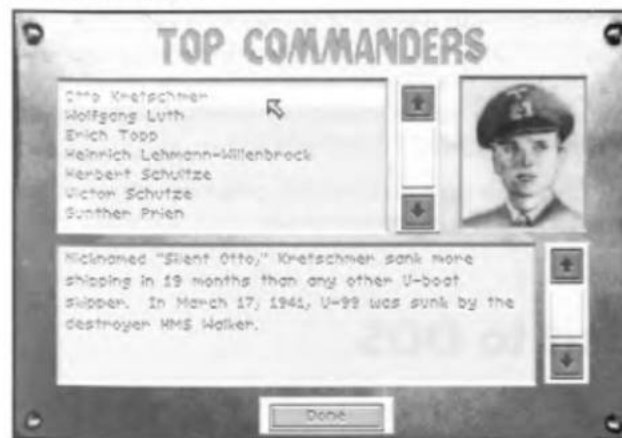 TOP COMMANDERS
Otto Kretschmer
Wolfgang Luth
Erich Topp
Heinrich Lehmann-Willenbrock
Herbert Schultze
Victor Schutze
Gunther Prien
Nicknamed "Silent Otto," Kretschmer sank more
shipping in 19 months than any other U-boat
skipper. In March 17, 1941, U-99 was sunk by the
destroyer HMS Walker.
Done